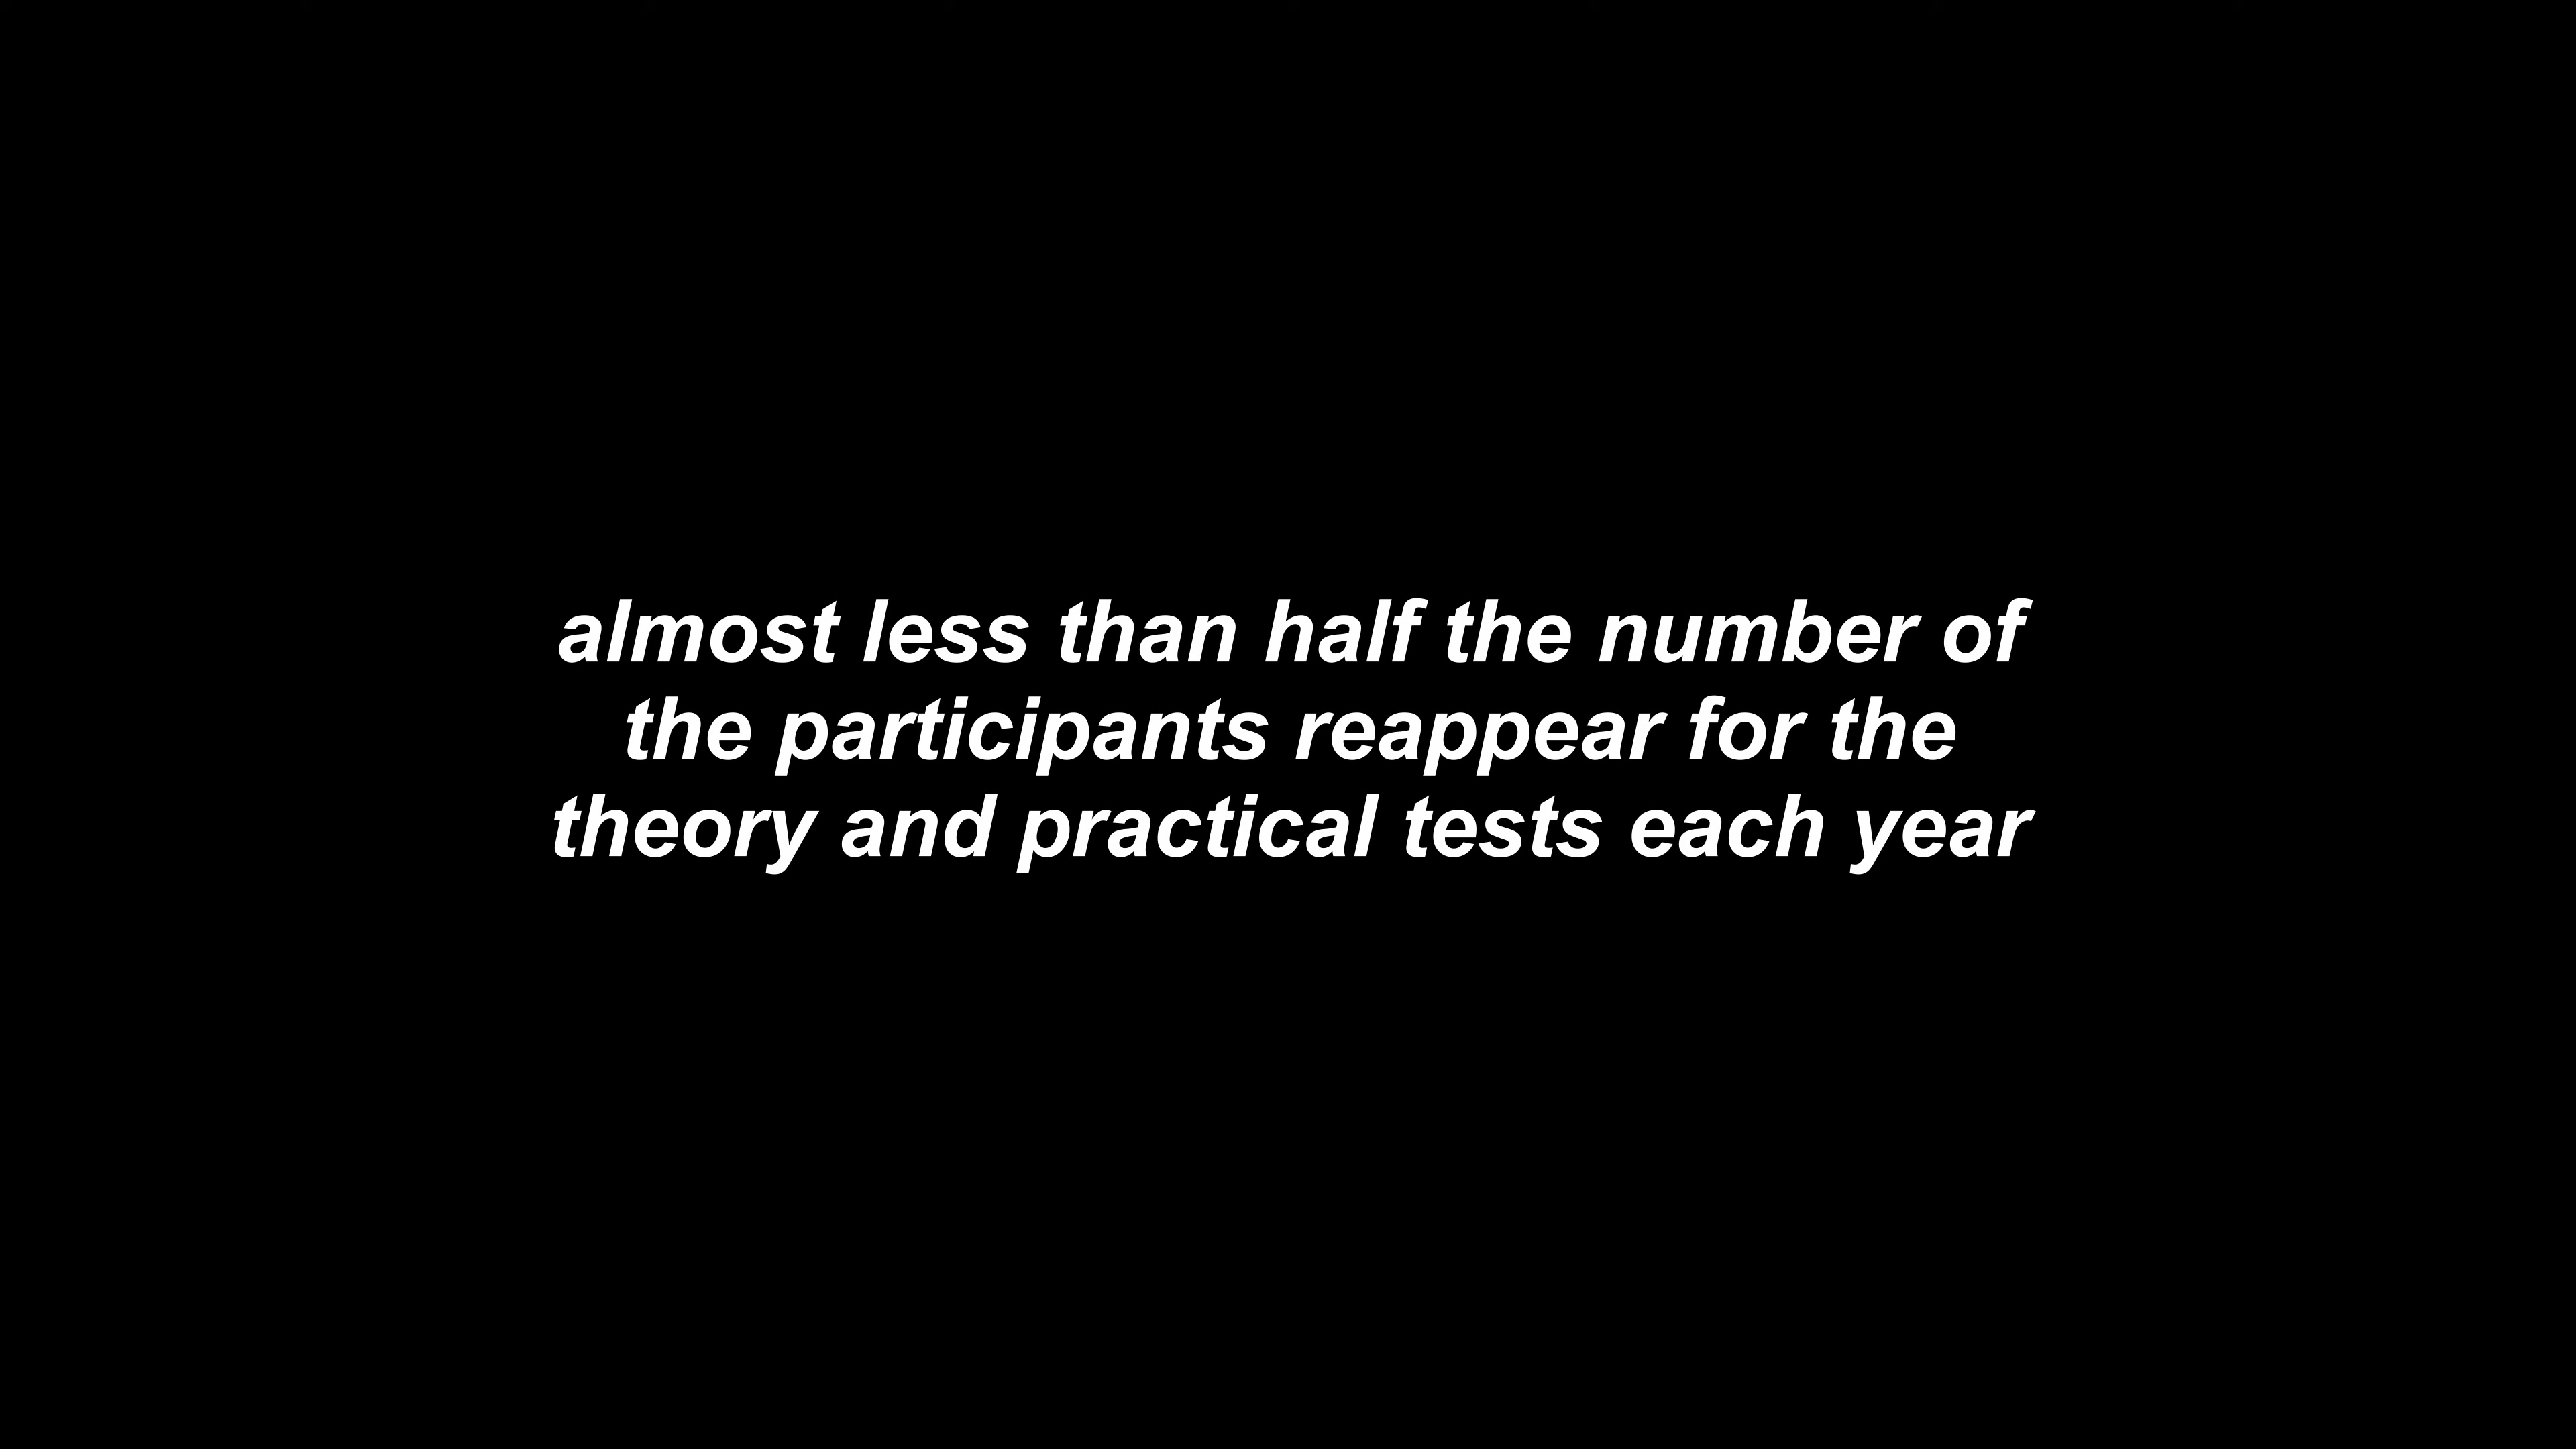 almost less than half the number of
the participants reappear for the
theory and practical tests each year